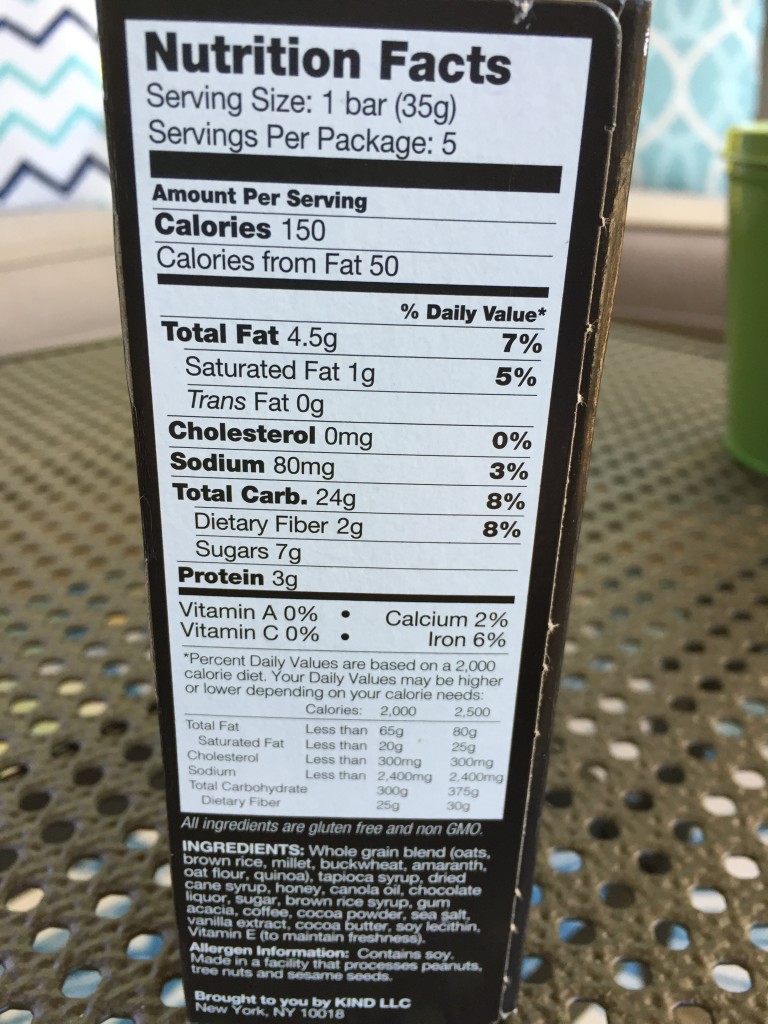 Nutrition Facts
Serving Size: 1 bar (35g)
Servings Per Package: 5
Amount Per Serving
Calories 150
Calories from Fat 50
% Daily Value*
Total Fat 4.5g 7%
Saturated Fat 1g 5%
Trans Fat 0g
Cholesterol 0mg 0%
Sodium 80mg 3%
Total Carb. 24g 8%
Dietary Fiber 2g 8%
Sugars 7g
Protein 3g
Vitamin A 0% • Calcium 2%
Vitamin C 0% • Iron 6%
*Percent Daily Values are based on a 2,000
calorie diet. Your Daily Values may be higher
or lower depending on your calorie needs:
Calories: 2,000 2,500
Total Fat Less than 65g 80g
Saturated Fat Less than 20g 25g
Cholesterol Less than 300mg 300mg
Sodium Less than 2,400mg 2,400mg
Total Carbohydrate 300g 375g
Dietary Fiber 25g 30g
All ingredients are gluten free and non GMO.
INGREDIENTS: Whole grain blend (oats,
brown rice, millet, buckwheat, amaranth,
oat flour, quinoa), tapioca syrup, dried
cane syrup, honey, canola oil, chocolate
liquor, sugar, brown rice syrup, gum
acacia, coffee, cocoa powder, sea salt,
vanilla extract, cocoa butter, soy lecithin,
Vitamin E (to maintain freshness).
Allergen Information: Contains soy.
Made in a facility that processes peanuts,
tree nuts and sesame seeds.
Brought to you by KIND LLC
New York, NY 10018